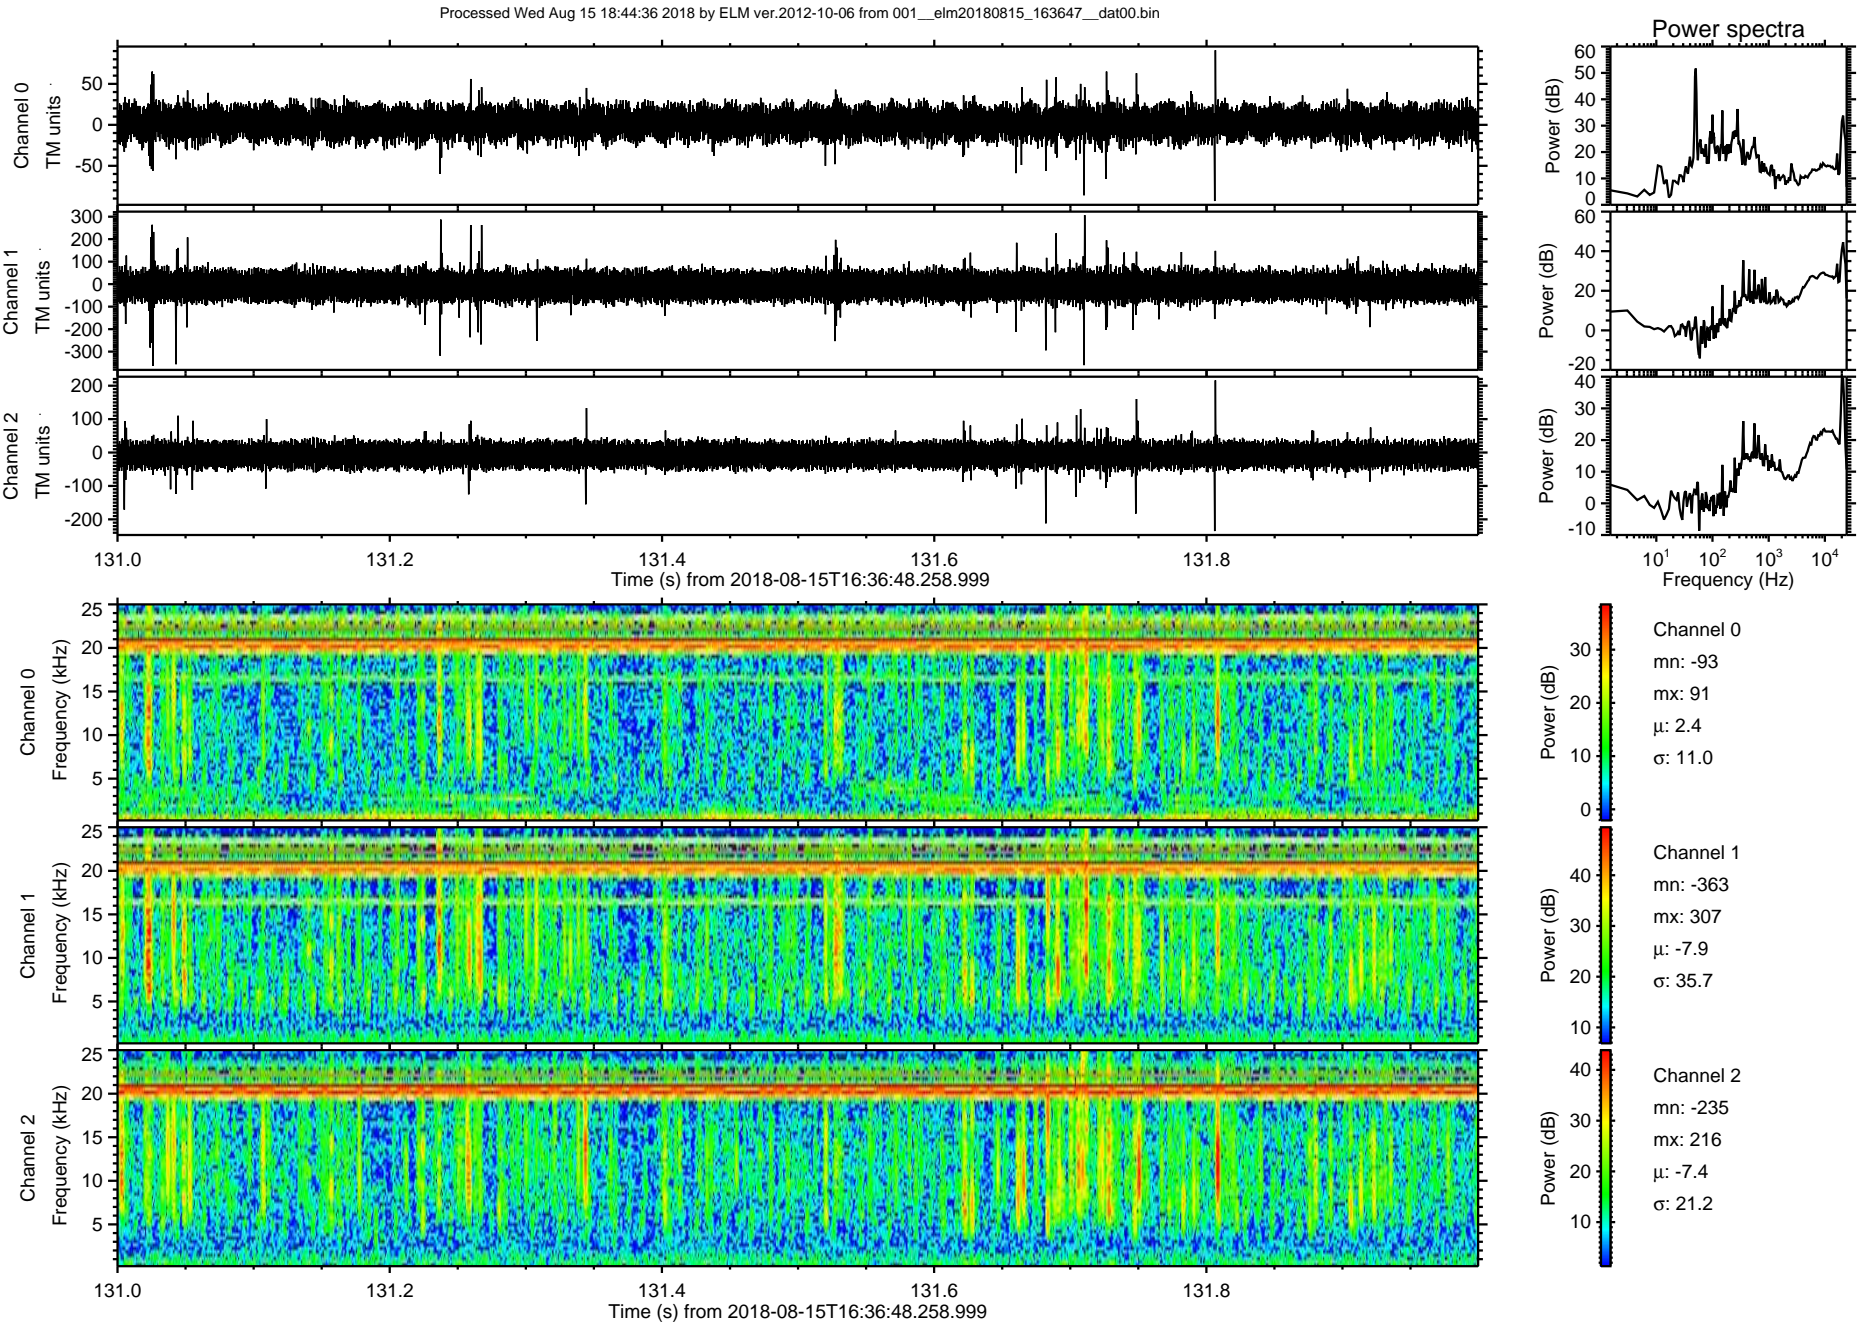 Processed Wed Aug 15 18:44:36 2018 by ELM ver.2012-10-06 from 001__elm20180815_163647__dat00.bin
Power spectra
Channel 0
TM units
50
0
-50
Power (dB)
60
50
40
30
20
10
0
Channel 1
TM units
300
200
100
0
-100
-200
-300
Power (dB)
60
40
20
0
-20
Channel 2
TM units
200
100
0
-100
-200
Power (dB)
40
30
20
10
0
-10
131.0 131.2 131.4 131.6 131.8
Time (s) from 2018-08-15T16:36:48.258.999
10¹ 10² 10³ 10⁴
Frequency (Hz)
Channel 0
Frequency (kHz)
25
20
15
10
5
Power (dB)
30
20
10
0
Channel 0
mn: -93
mx: 91
μ: 2.4
σ: 11.0
Channel 1
Frequency (kHz)
25
20
15
10
5
Power (dB)
40
30
20
10
Channel 1
mn: -363
mx: 307
μ: -7.9
σ: 35.7
Channel 2
Frequency (kHz)
25
20
15
10
5
Power (dB)
40
30
20
10
Channel 2
mn: -235
mx: 216
μ: -7.4
σ: 21.2
131.0 131.2 131.4 131.6 131.8
Time (s) from 2018-08-15T16:36:48.258.999